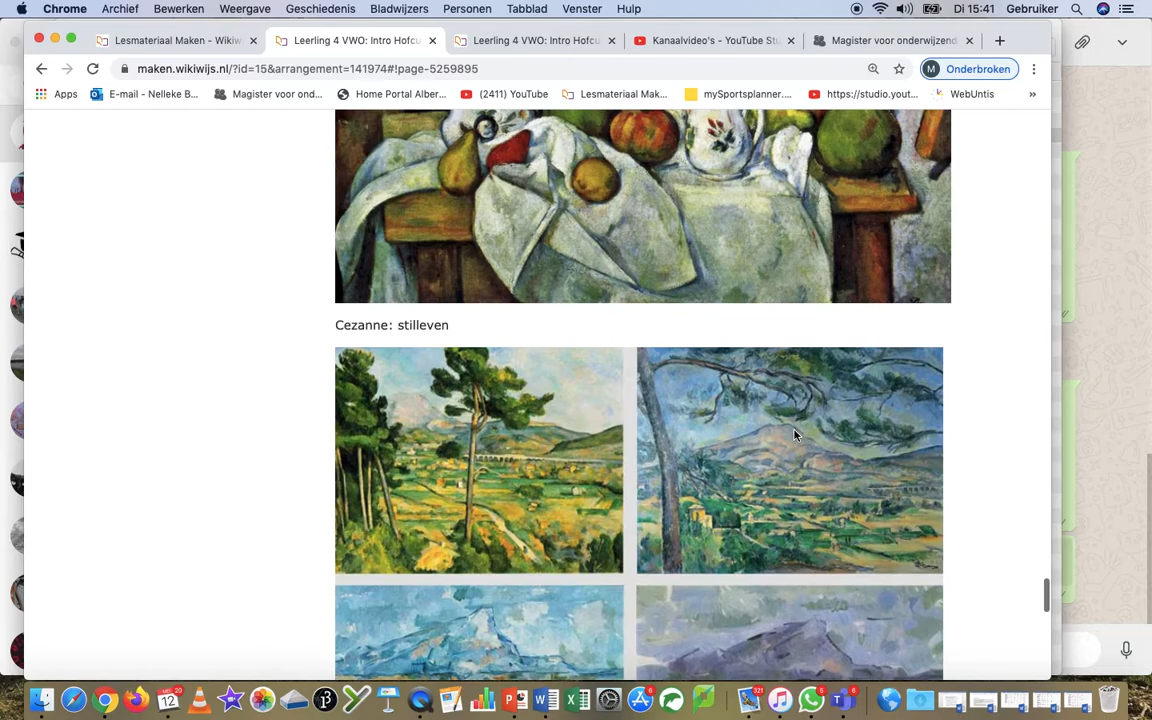 Chrome Archief Bewerken Weergave Geschiedenis Bladwijzers Personen Tabblad Venster Help Di 15:41 Gebruiker
Lesmateriaal Maken - Wikiw Leerling 4 VWO: Intro Hofcu Leerling 4 VWO: Intro Hofcu Kanaalvideo's - YouTube Stu Magister voor onderwijzend
maken.wikiwijs.nl/?id=15&arrangement=141974#!page-5259895 M Onderbroken
Apps E-mail - Nelleke B... Magister voor ond... Home Portal Alber... (2411) YouTube Lesmateriaal Mak... mySportsplanner.... https://studio.yout... WebUntis »
Cezanne: stilleven